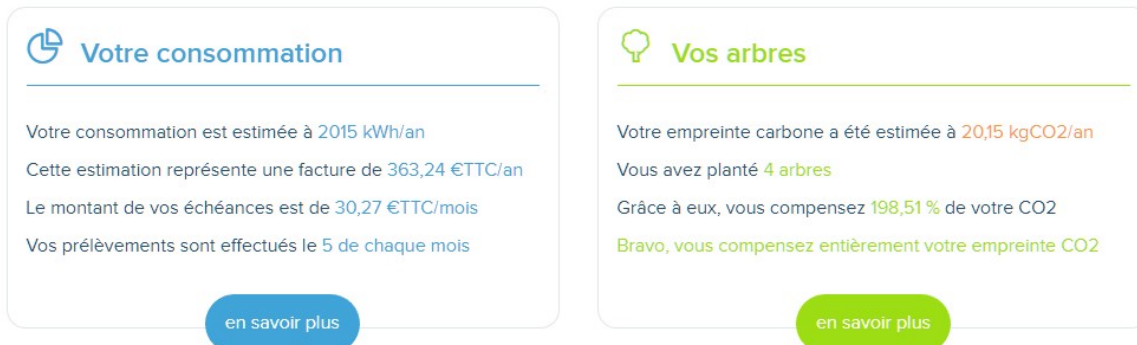 Votre consommation
Votre consommation est estimée à 2015 kWh/an
Cette estimation représente une facture de 363,24 €TTC/an
Le montant de vos échéances est de 30,27 €TTC/mois
Vos prélèvements sont effectués le 5 de chaque mois
en savoir plus
Vos arbres
Votre empreinte carbone a été estimée à 20,15 kgCO2/an
Vous avez planté 4 arbres
Grâce à eux, vous compensez 198,51 % de votre CO2
Bravo, vous compensez entièrement votre empreinte CO2
en savoir plus